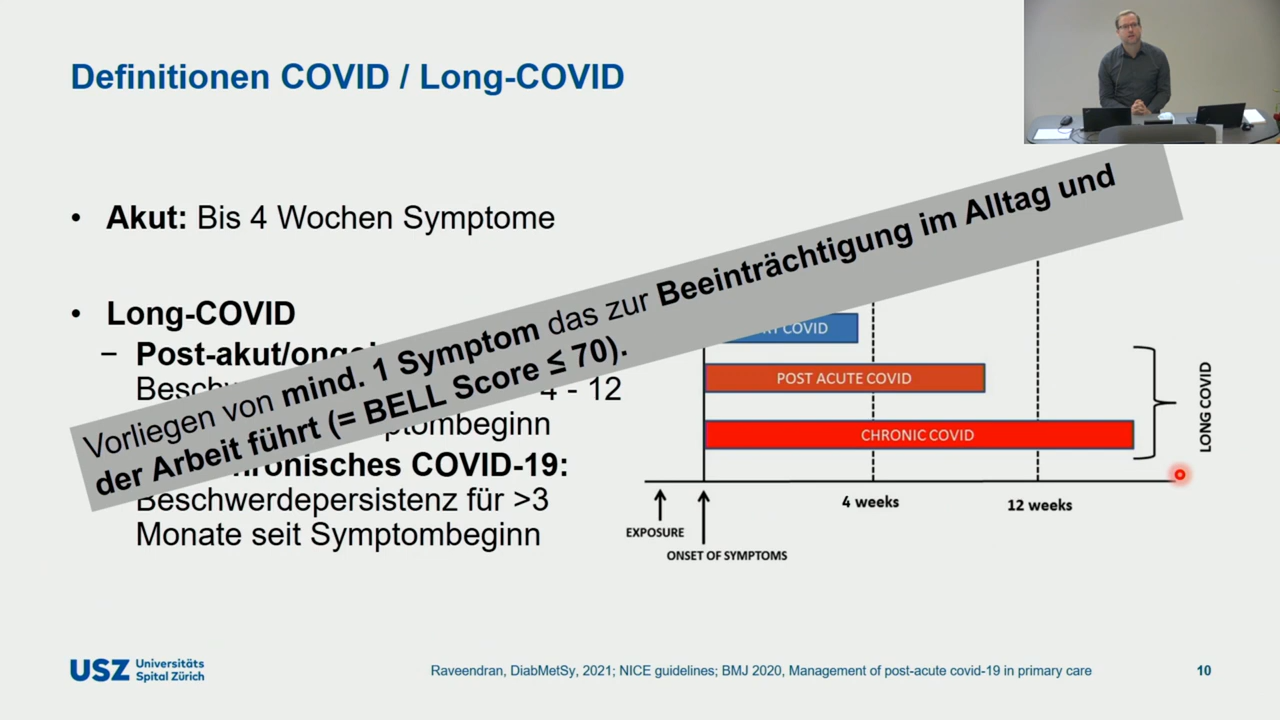 Definitionen COVID / Long-COVID
• Akut: Bis 4 Wochen Symptome
• Long-COVID
– Post-akut/
4 - 12
ptombeginn
ronisches COVID-19:
Beschwerdepersistenz für >3
Monate seit Symptombeginn
Vorliegen von mind. 1 Symptom das zur Beeinträchtigung im Alltag und
der Arbeit führt (= BELL Score ≤ 70).
COVID
POST ACUTE COVID
CHRONIC COVID
LONG COVID
4 weeks
12 weeks
EXPOSURE
ONSET OF SYMPTOMS
USZ Universitäts
Spital Zürich
Raveendran, DiabMetSy, 2021; NICE guidelines; BMJ 2020, Management of post-acute covid-19 in primary care
10